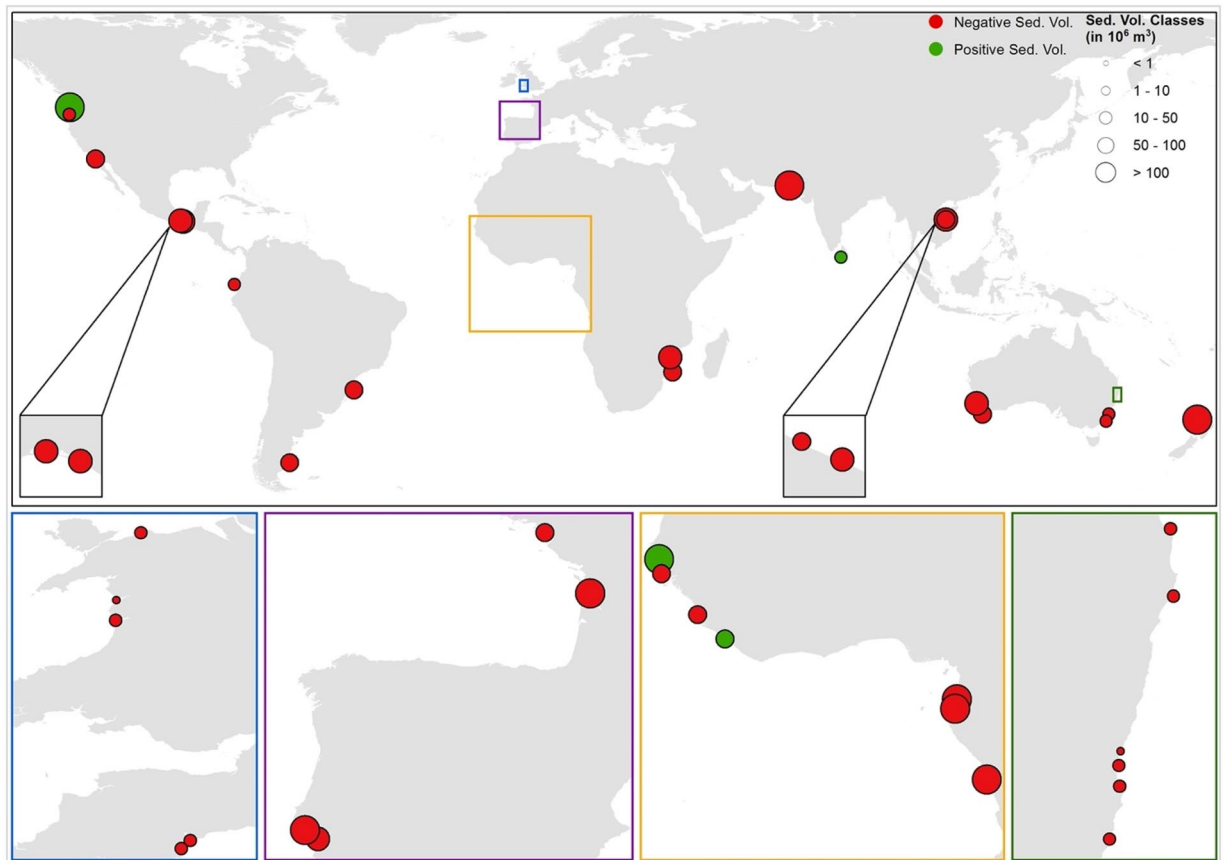 Negative Sed. Vol.
Positive Sed. Vol.
Sed. Vol. Classes
(in 10⁶ m³)
< 1
1 - 10
10 - 50
50 - 100
> 100